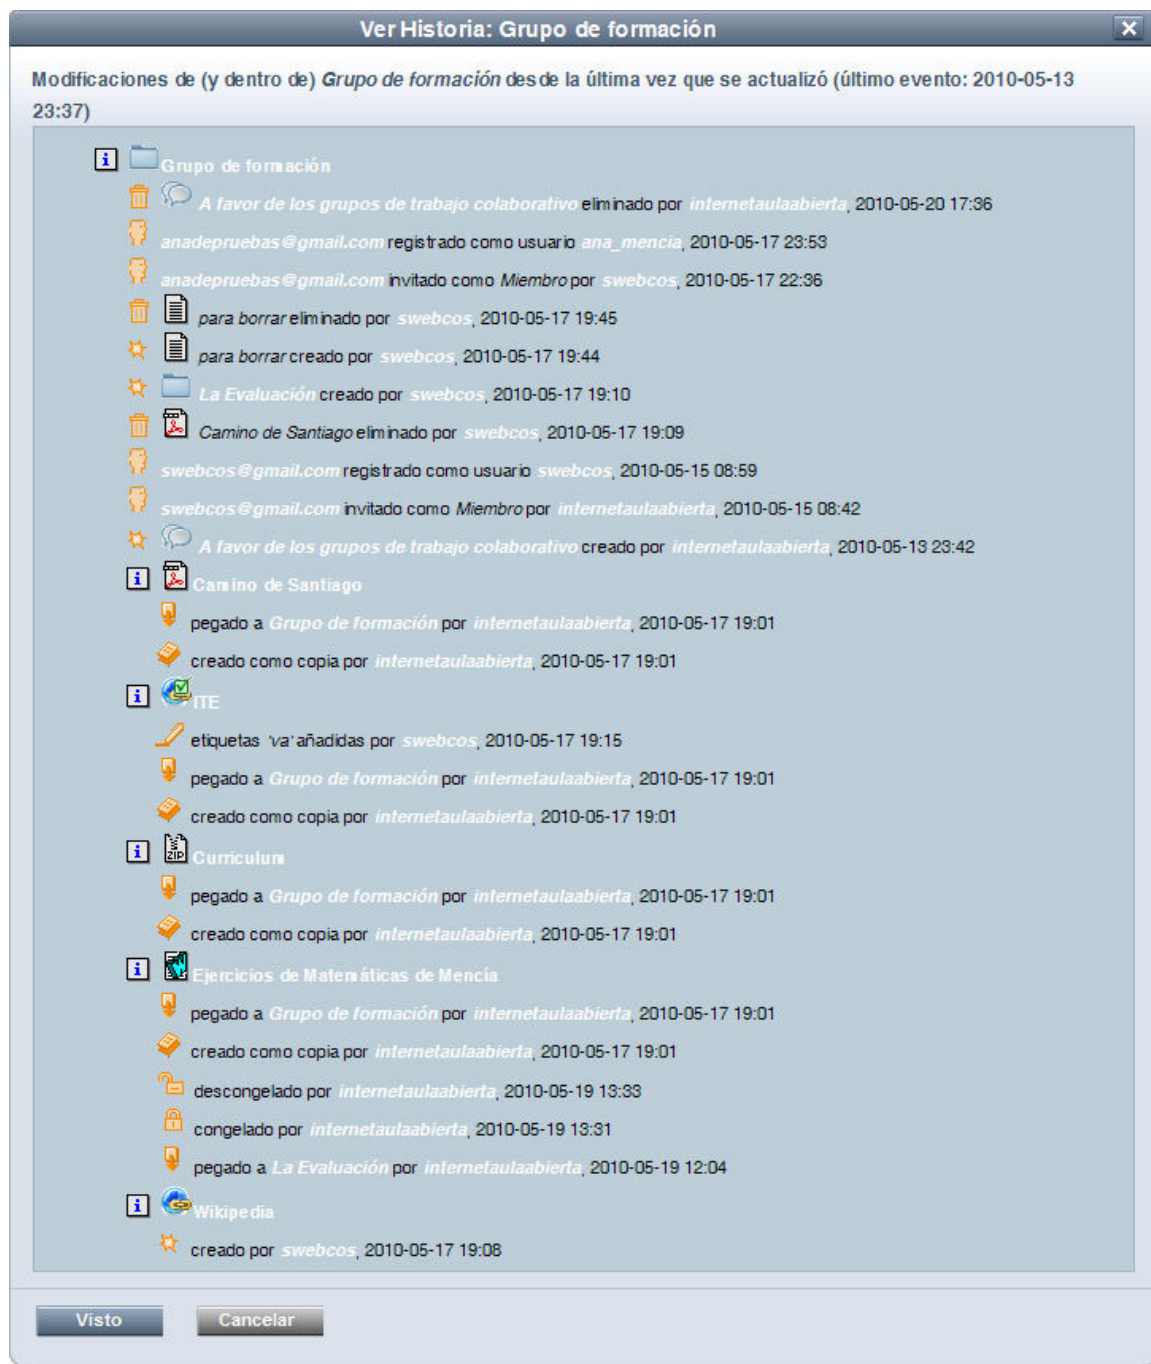 Ver Historia: Grupo de formación
Modificaciones de (y dentro de) Grupo de formación desde la última vez que se actualizó (último evento: 2010-05-13
23:37)
Grupo de formación
A favor de los grupos de trabajo colaborativo eliminado por internetaulaabierta, 2010-05-20 17:36
anadepruebas@gmail.com registrado como usuario ana_mencia, 2010-05-17 23:53
anadepruebas@gmail.com invitado como Miembro por swebcos, 2010-05-17 22:36
para borrar eliminado por swebcos, 2010-05-17 19:45
para borrar creado por swebcos, 2010-05-17 19:44
La Evaluación creado por swebcos, 2010-05-17 19:10
Camino de Santiago eliminado por swebcos, 2010-05-17 19:09
swebcos@gmail.com registrado como usuario swebcos, 2010-05-15 08:59
swebcos@gmail.com invitado como Miembro por internetaulaabierta, 2010-05-15 08:42
A favor de los grupos de trabajo colaborativo creado por internetaulaabierta, 2010-05-13 23:42
Camino de Santiago
pegado a Grupo de formación por internetaulaabierta, 2010-05-17 19:01
creado como copia por internetaulaabierta, 2010-05-17 19:01
ITE
etiquetas 'va' añadidas por swebcos, 2010-05-17 19:15
pegado a Grupo de formación por internetaulaabierta, 2010-05-17 19:01
creado como copia por internetaulaabierta, 2010-05-17 19:01
ZIP Curriculum
pegado a Grupo de formación por internetaulaabierta, 2010-05-17 19:01
creado como copia por internetaulaabierta, 2010-05-17 19:01
Ejercicios de Matemáticas de Mencía
pegado a Grupo de formación por internetaulaabierta, 2010-05-17 19:01
creado como copia por internetaulaabierta, 2010-05-17 19:01
descongelado por internetaulaabierta, 2010-05-19 13:33
congelado por internetaulaabierta, 2010-05-19 13:31
pegado a La Evaluación por internetaulaabierta, 2010-05-19 12:04
Wikipedia
creado por swebcos, 2010-05-17 19:08
Visto Cancelar